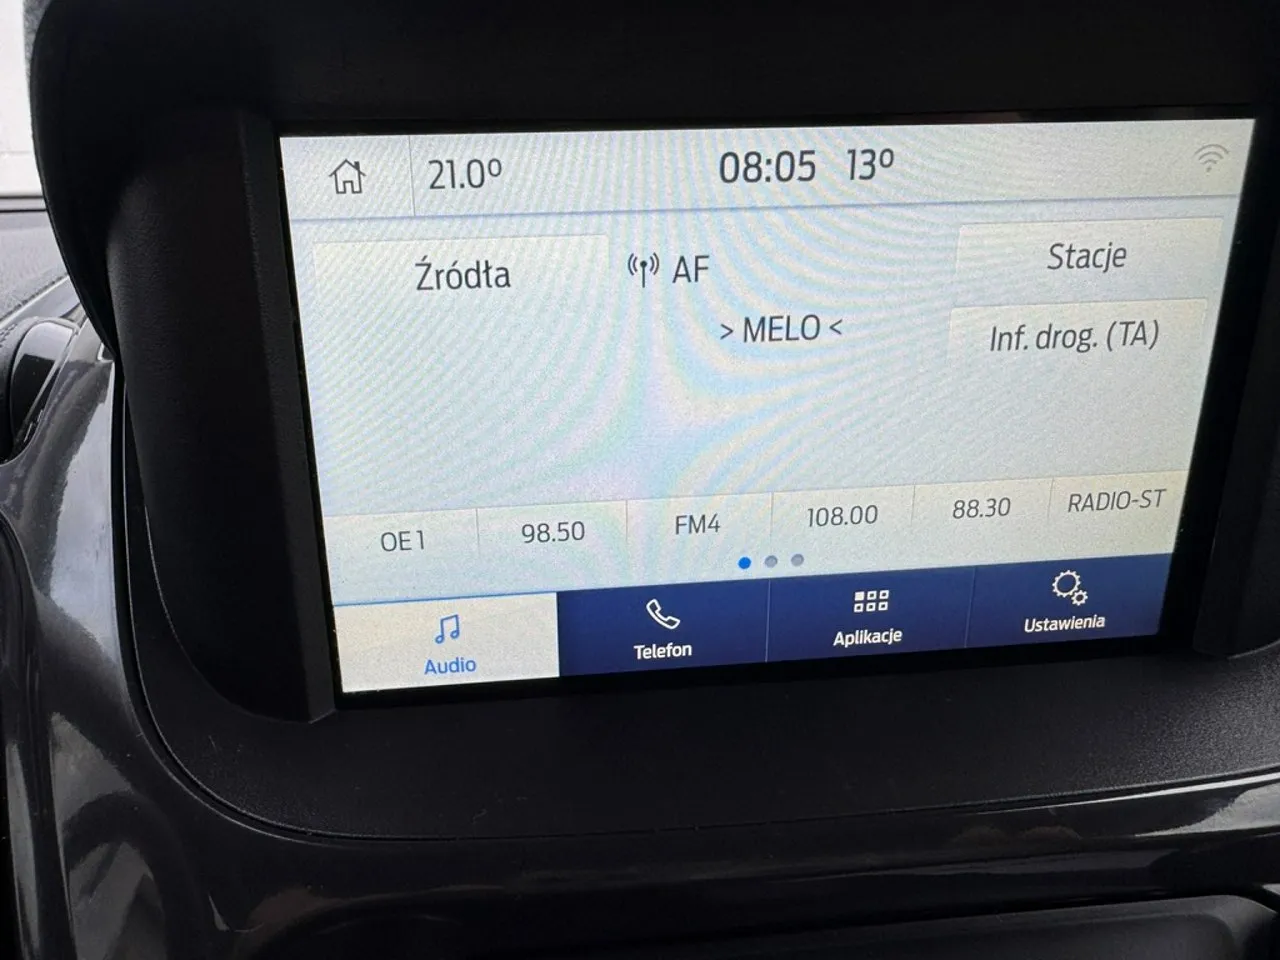 21.0°
08:05 13°
Źródła
AF
Stacje
> MELO <
Inf. drog. (TA)
OE1
98.50
FM4
108.00
88.30
RADIO-ST
Audio
Telefon
Aplikacje
Ustawienia